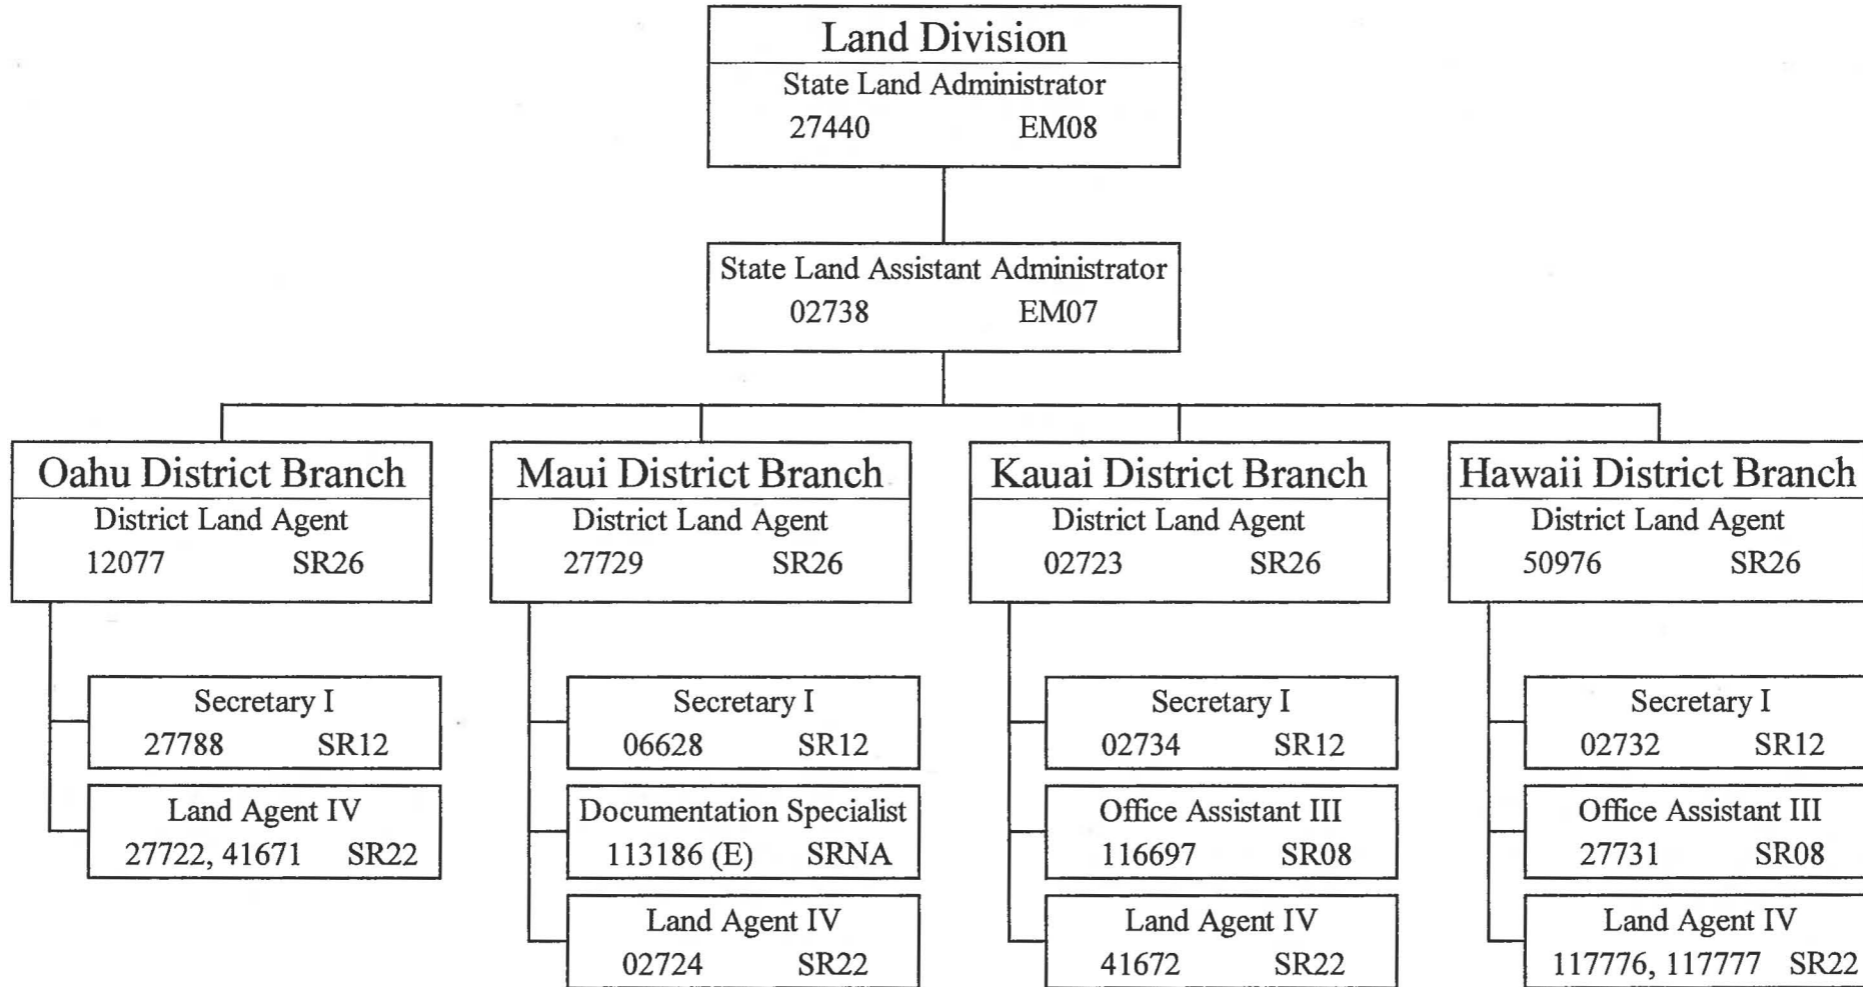 Land Division
State Land Administrator
27440 EM08
State Land Assistant Administrator
02738 EM07
Oahu District Branch
District Land Agent
12077 SR26
Secretary I
27788 SR12
Land Agent IV
27722, 41671 SR22
Maui District Branch
District Land Agent
27729 SR26
Secretary I
06628 SR12
Documentation Specialist
113186 (E) SRNA
Land Agent IV
02724 SR22
Kauai District Branch
District Land Agent
02723 SR26
Secretary I
02734 SR12
Office Assistant III
116697 SR08
Land Agent IV
41672 SR22
Hawaii District Branch
District Land Agent
50976 SR26
Secretary I
02732 SR12
Office Assistant III
27731 SR08
Land Agent IV
117776, 117777 SR22